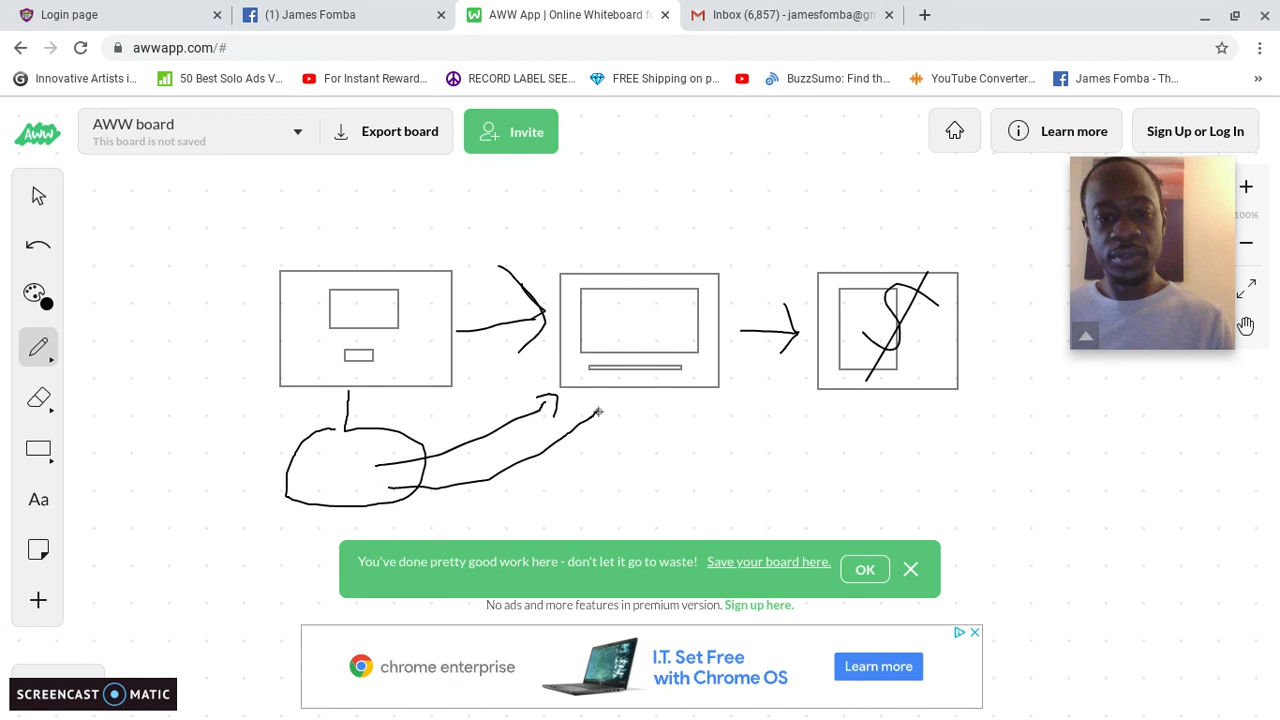 Login page
(1) James Fomba
AWW App | Online Whiteboard fo
Inbox (6,857) - jamesfomba@gm
awwapp.com/#
Innovative Artists i...
50 Best Solo Ads V...
For Instant Reward...
RECORD LABEL SEE...
FREE Shipping on p...
BuzzSumo: Find th...
YouTube Converter...
James Fomba - Th...
AWW
AWW board
This board is not saved
Export board
Invite
Learn more
Sign Up or Log In
100%
Aa
$
You've done pretty good work here - don't let it go to waste! Save your board here.
OK
No ads and more features in premium version. Sign up here.
chrome enterprise
I.T. Set Free
with Chrome OS
Learn more
SCREENCAST MATIC